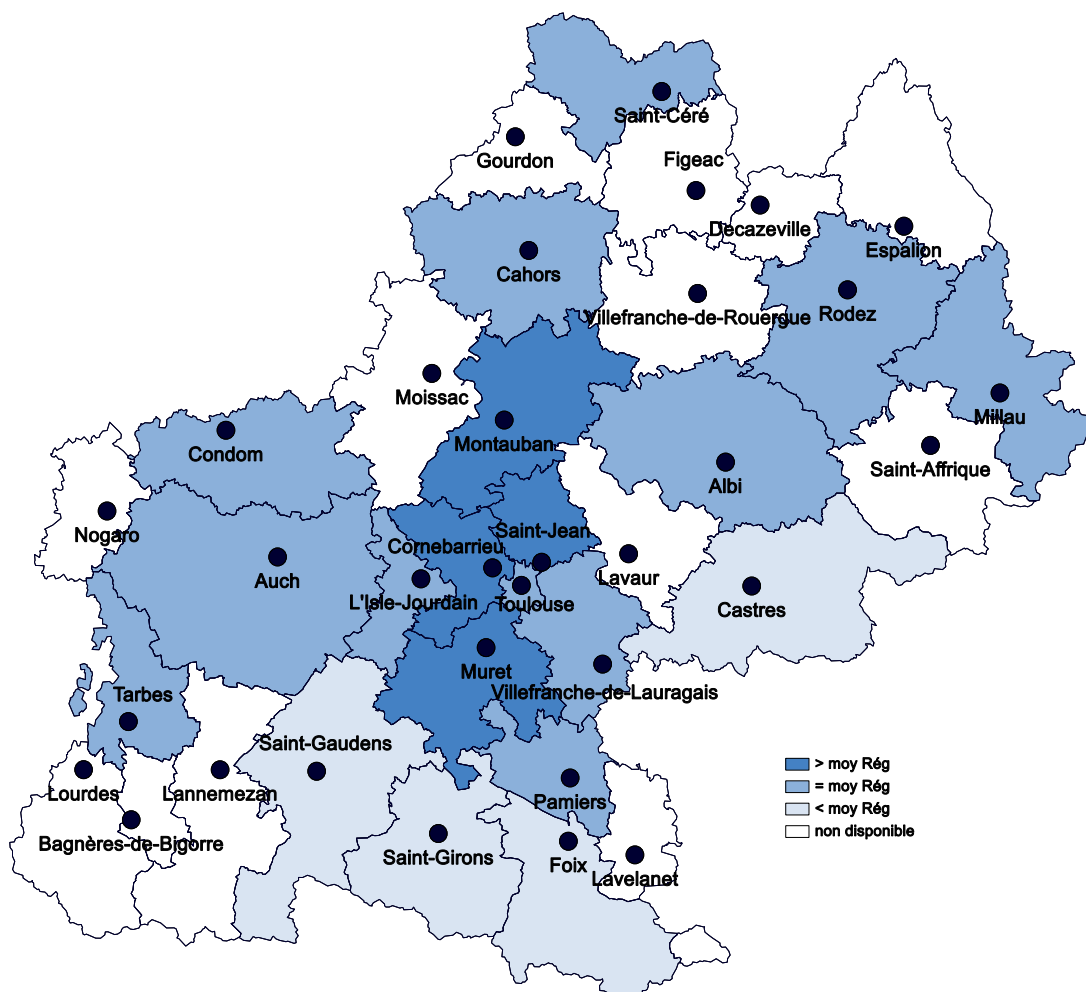 Saint-Céré
Gourdon
Figeac
Decazeville
Espalion
Cahors
Villefranche-de-Rouergue
Rodez
Moissac
Millau
Montauban
Condom
Saint-Affrique
Albi
Nogaro
Saint-Jean
Cornebarrieu
Auch
Lavaur
L'Isle-Jourdain
Toulouse
Castres
Muret
Tarbes
Villefranche-de-Lauragais
Saint-Gaudens
Lourdes
Lannemezan
Pamiers
Bagnères-de-Bigorre
Saint-Girons
Foix
Lavelanet
> moy Rég
= moy Rég
< moy Rég
non disponible